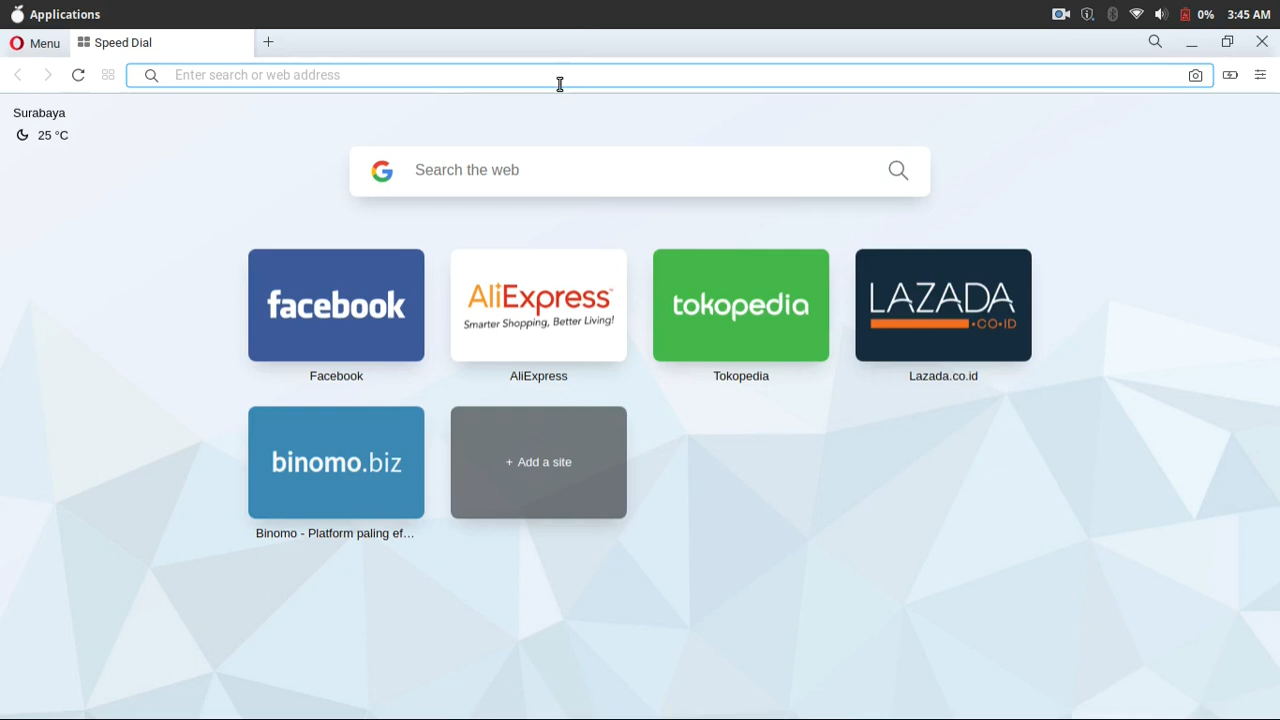 Applications
0%
3:45 AM
Menu
Speed Dial
Enter search or web address
Surabaya
25 °C
Search the web
facebook
AliExpress™
Smarter Shopping, Better Living!
tokopedia
LAZADA
•CO•ID
Facebook
AliExpress
Tokopedia
Lazada.co.id
binomo.biz
+ Add a site
Binomo - Platform paling ef…